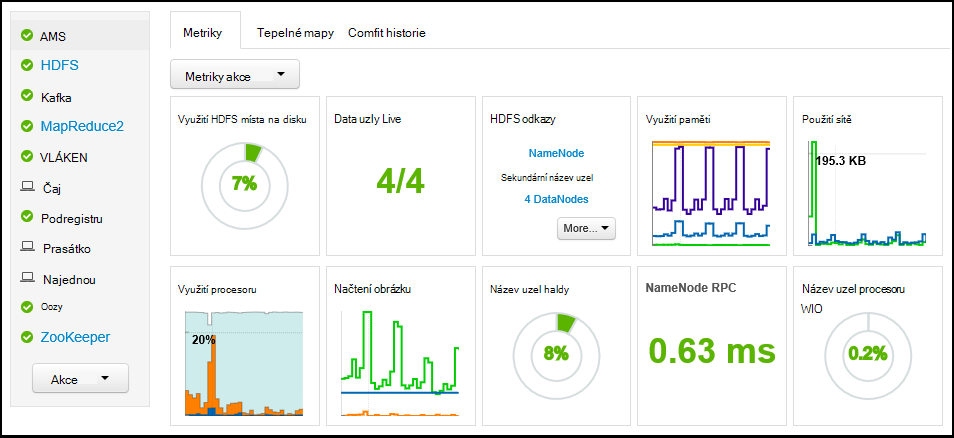 AMS
HDFS
Kafka
MapReduce2
VLÁKEN
Čaj
Podregistru
Prasátko
Najednou
Oozy
ZooKeeper
Akce
Metriky
Tepelné mapy
Comfit historie
Metriky akce
Využití HDFS místa na disku
7%
Data uzly Live
4/4
HDFS odkazy
NameNode
Sekundární název uzel
4 DataNodes
More...
Využití paměti
Použití sítě
195.3 KB
Využití procesoru
20%
Načtení obrázku
Název uzel haldy
8%
NameNode RPC
0.63 ms
Název uzel procesoru
WIO
0.2%